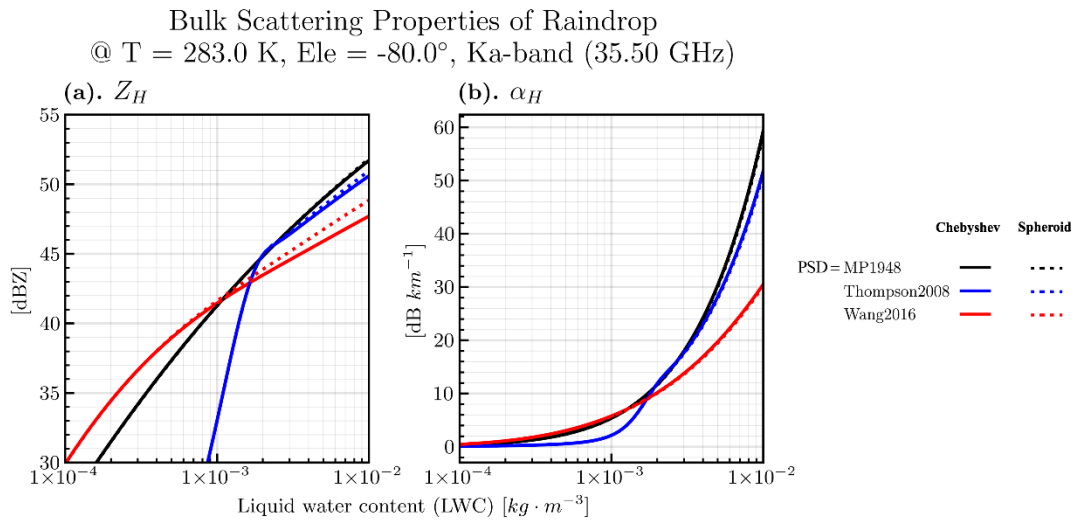 Bulk Scattering Properties of Raindrop
@ T = 283.0 K, Ele = -80.0°, Ka-band (35.50 GHz)
(a). Z_H
(b). α_H
[dBZ]
55
50
45
40
35
30
1×10⁻⁴
1×10⁻³
1×10⁻²
[dB km⁻¹]
60
50
40
30
20
10
0
1×10⁻⁴
1×10⁻³
1×10⁻²
Liquid water content (LWC) [kg · m⁻³]
Chebyshev Spheroid
PSD = MP1948
Thompson2008
Wang2016